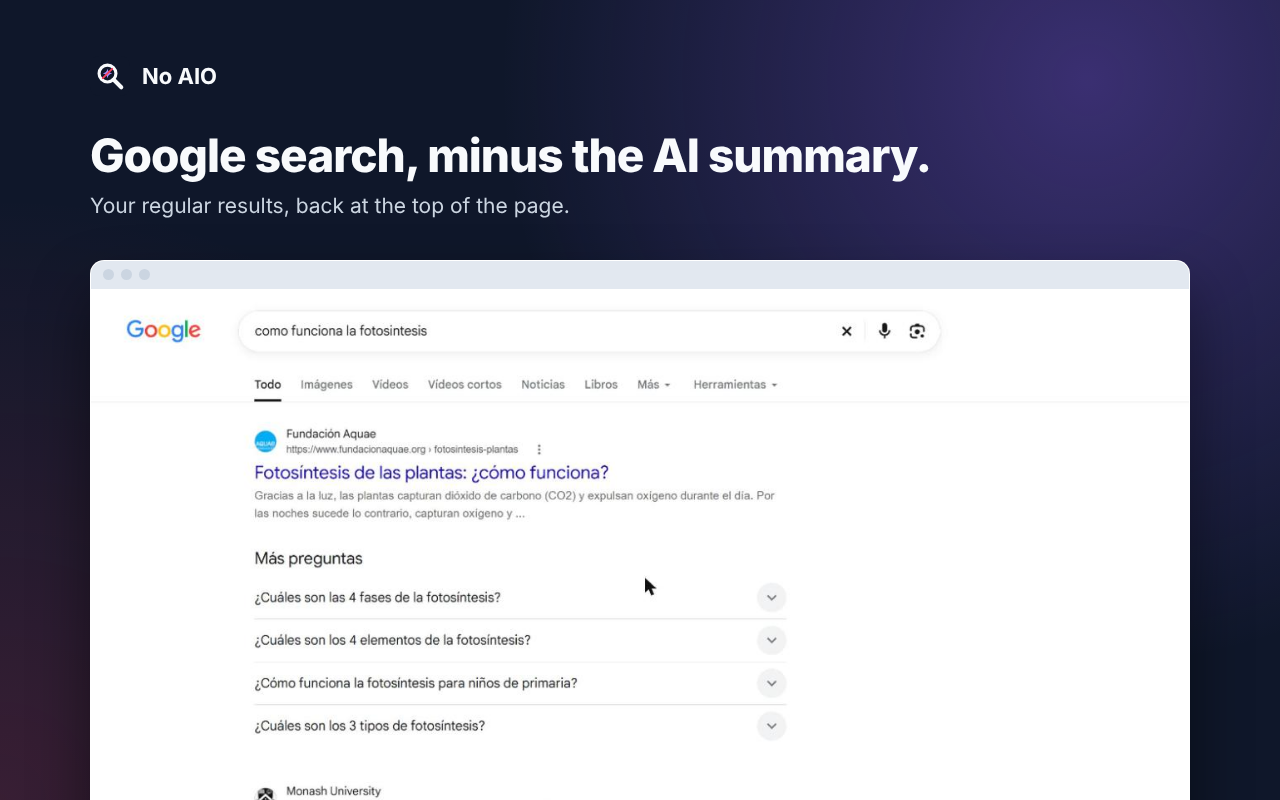 No AIO
Google search, minus the AI summary.
Your regular results, back at the top of the page.
Google
como funciona la fotosintesis
Todo Imágenes Vídeos Vídeos cortos Noticias Libros Más Herramientas
AQUAE
Fundación Aquae
https://www.fundacionaquae.org › fotosintesis-plantas
Fotosíntesis de las plantas: ¿cómo funciona?
Gracias a la luz, las plantas capturan dióxido de carbono (CO2) y expulsan oxígeno durante el día. Por
las noches sucede lo contrario, capturan oxígeno y ...
Más preguntas
¿Cuáles son las 4 fases de la fotosíntesis?
¿Cuáles son los 4 elementos de la fotosíntesis?
¿Cómo funciona la fotosíntesis para niños de primaria?
¿Cuáles son los 3 tipos de fotosíntesis?
Monash University